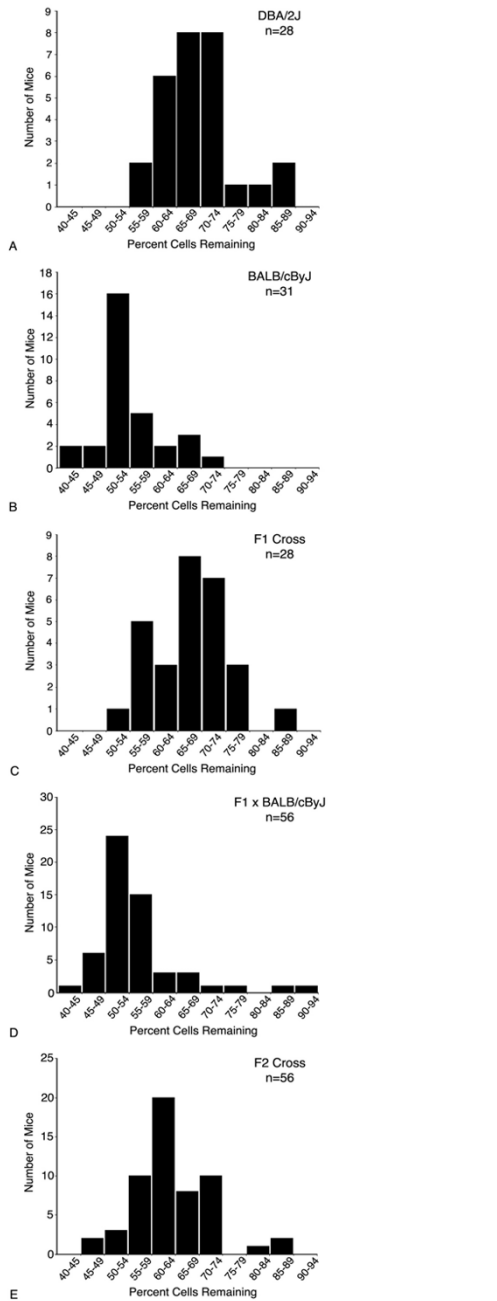 DBA/2J
n=28
Number of Mice
9
8
7
6
5
4
3
2
1
0
40-45 45-49 50-54 55-59 60-64 65-69 70-74 75-79 80-84 85-89 90-94
Percent Cells Remaining
A
BALB/cByJ
n=31
Number of Mice
18
16
14
12
10
8
6
4
2
0
40-45 45-49 50-54 55-59 60-64 65-69 70-74 75-79 80-84 85-89 90-94
Percent Cells Remaining
B
F1 Cross
n=28
Number of Mice
9
8
7
6
5
4
3
2
1
0
40-45 45-49 50-54 55-59 60-64 65-69 70-74 75-79 80-84 85-89 90-94
Percent Cells Remaining
C
F1 x BALB/cByJ
n=56
Number of Mice
30
25
20
15
10
5
0
40-45 45-49 50-54 55-59 60-64 65-69 70-74 75-79 80-84 85-89 90-94
Percent Cells Remaining
D
F2 Cross
n=56
Number of Mice
25
20
15
10
5
0
40-45 45-49 50-54 55-59 60-64 65-69 70-74 75-79 80-84 85-89 90-94
Percent Cells Remaining
E